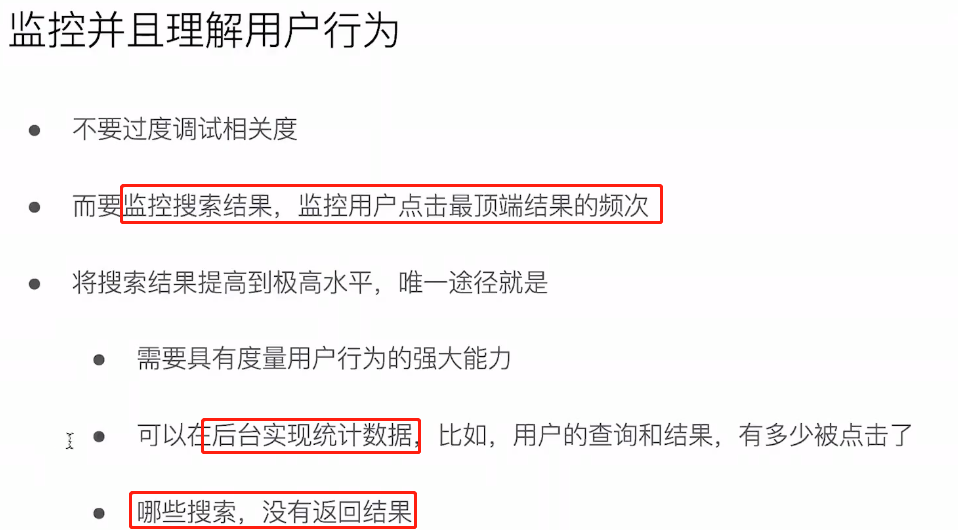 监控并且理解用户行为
不要过度调试相关度
而要监控搜索结果，监控用户点击最顶端结果的频次
将搜索结果提高到极高水平，唯一途径就是
需要具有度量用户行为的强大能力
可以在后台实现统计数据，比如，用户的查询和结果，有多少被点击了
哪些搜索，没有返回结果